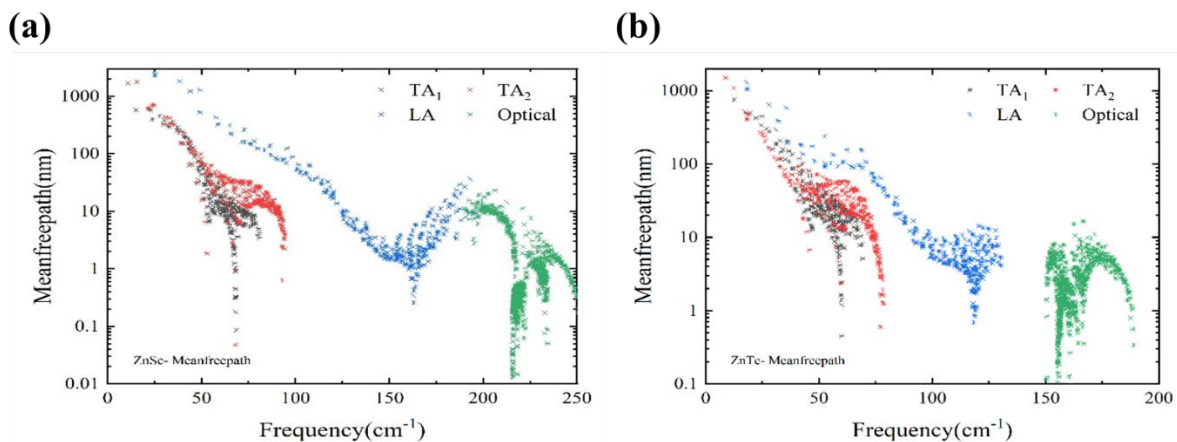 (a)
(b)
1000
100
10
1
0.1
0.01
Meanfreepath(nm)
TA1 TA2
LA Optical
ZnSe- Meanfreepath
0 50 100 150 200 250
Frequency(cm-1)
1000
100
10
1
0.1
Meanfreepath(nm)
TA1 TA2
LA Optical
ZnTe- Meanfreepath
0 50 100 150 200
Frequency(cm-1)